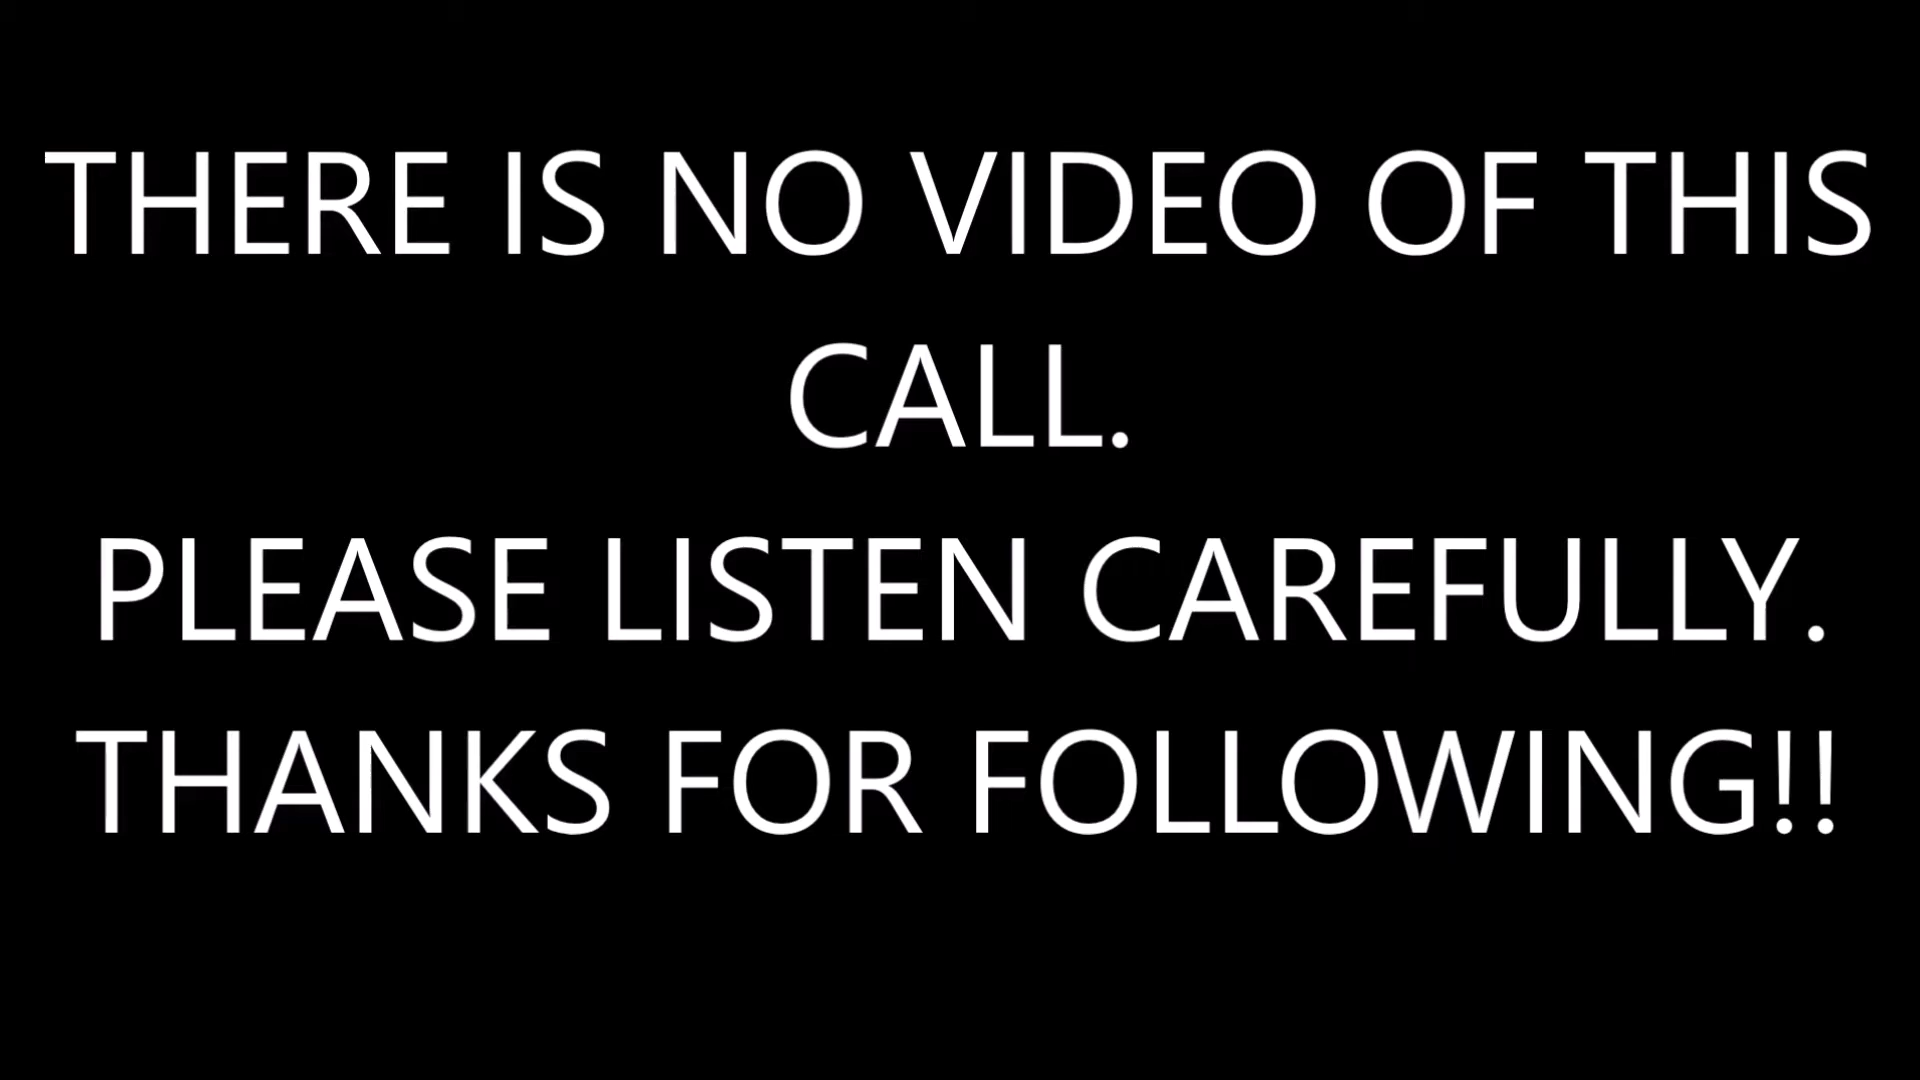 THERE IS NO VIDEO OF THIS
CALL.
PLEASE LISTEN CAREFULLY.
THANKS FOR FOLLOWING!!